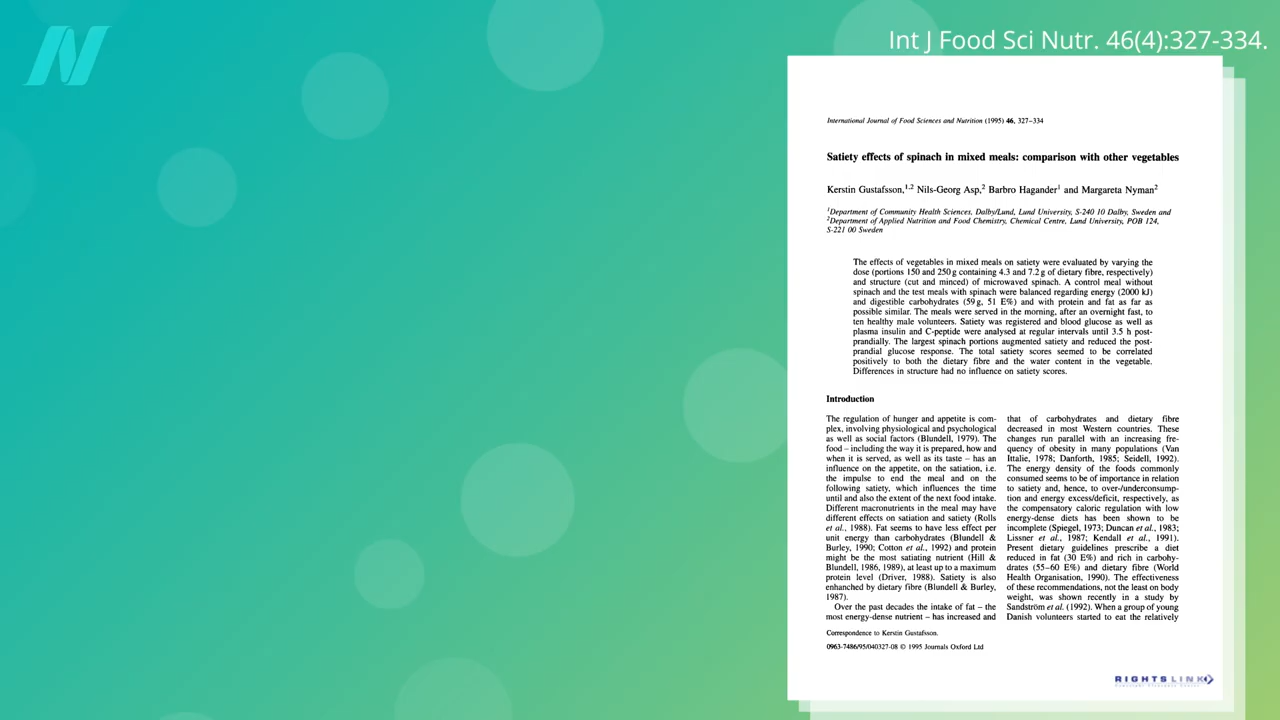 Int J Food Sci Nutr. 46(4):327-334.
International Journal of Food Sciences and Nutrition (1995) 46, 327–334
Satiety effects of spinach in mixed meals: comparison with other vegetables
Kerstin Gustafsson,1,2 Nils-Georg Asp,2 Barbro Hagander1 and Margareta Nyman2
1Department of Community Health Sciences, Dalby/Lund, Lund University, S-240 10 Dalby, Sweden and
2Department of Applied Nutrition and Food Chemistry, Chemical Centre, Lund University, POB 124,
S-221 00 Sweden
The effects of vegetables in mixed meals on satiety were evaluated by varying the
dose (portions 150 and 250 g containing 4.3 and 7.2 g of dietary fibre, respectively)
and structure (cut and minced) of microwaved spinach. A control meal without
spinach and the test meals with spinach were balanced regarding energy (2000 kJ)
and digestible carbohydrates (59 g, 51 E%) and with protein and fat as far as
possible similar. The meals were served in the morning, after an overnight fast, to
ten healthy male volunteers. Satiety was registered and blood glucose as well as
plasma insulin and C-peptide were analysed at regular intervals until 3.5 h post-
prandially. The largest spinach portions augmented satiety and reduced the post-
prandial glucose response. The total satiety scores seemed to be correlated
positively to both the dietary fibre and the water content in the vegetable.
Differences in structure had no influence on satiety scores.
Introduction
The regulation of hunger and appetite is com-
plex, involving physiological and psychological
as well as social factors (Blundell, 1979). The
food – including the way it is prepared, how and
when it is served, as well as its taste – has an
influence on the appetite, on the satiation, i.e.
the impulse to end the meal and on the
following satiety, which influences the time
until and also the extent of the next food intake.
Different macronutrients in the meal may have
different effects on satiation and satiety (Rolls
et al., 1988). Fat seems to have less effect per
unit energy than carbohydrates (Blundell &
Burley, 1990; Cotton et al., 1992) and protein
might be the most satiating nutrient (Hill &
Blundell, 1986, 1989), at least up to a maximum
protein level (Driver, 1988). Satiety is also
enhanched by dietary fibre (Blundell & Burley,
1987).
Over the past decades the intake of fat – the
most energy-dense nutrient – has increased and
that of carbohydrates and dietary fibre
decreased in most Western countries. These
changes run parallel with an increasing fre-
quency of obesity in many populations (Van
Ittalie, 1978; Danforth, 1985; Seidell, 1992).
The energy density of the foods commonly
consumed seems to be of importance in relation
to satiety and, hence, to over-/underconsump-
tion and energy excess/deficit, respectively, as
the compensatory caloric regulation with low
energy-dense diets has been shown to be
incomplete (Spiegel, 1973; Duncan et al., 1983;
Lissner et al., 1987; Kendall et al., 1991).
Present dietary guidelines prescribe a diet
reduced in fat (30 E%) and rich in carbohy-
drates (55–60 E%) and dietary fibre (World
Health Organisation, 1990). The effectiveness
of these recommendations, not the least on body
weight, was shown recently in a study by
Sandström et al. (1992). When a group of young
Danish volunteers started to eat the relatively
Correspondence to Kerstin Gustafsson.
0963-7486/95/040327-08 © 1995 Journals Oxford Ltd
RIGHTSLINK